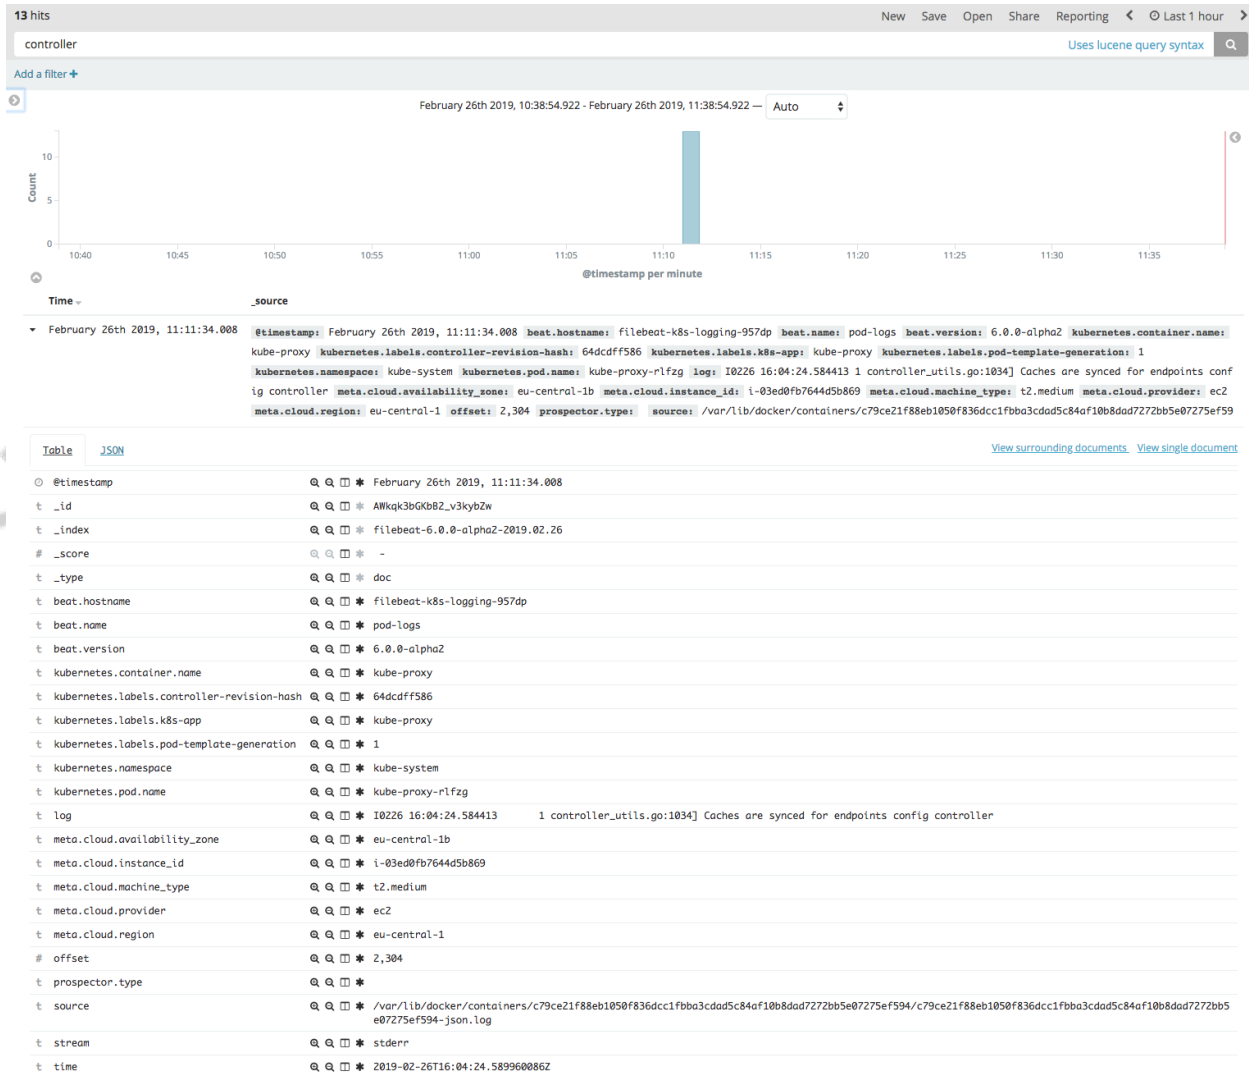 13 hits New Save Open Share Reporting Last 1 hour
controller Uses lucene query syntax
Add a filter +
February 26th 2019, 10:38:54.922 - February 26th 2019, 11:38:54.922 — Auto
Count
10
5
0
10:40 10:45 10:50 10:55 11:00 11:05 11:10 11:15 11:20 11:25 11:30 11:35
@timestamp per minute
Time _source
February 26th 2019, 11:11:34.008 @timestamp: February 26th 2019, 11:11:34.008 beat.hostname: filebeat-k8s-logging-957dp beat.name: pod-logs beat.version: 6.0.0-alpha2 kubernetes.container.name:
kube-proxy kubernetes.labels.controller-revision-hash: 64dcdff586 kubernetes.labels.k8s-app: kube-proxy kubernetes.labels.pod-template-generation: 1
kubernetes.namespace: kube-system kubernetes.pod.name: kube-proxy-rlfzg log: I0226 16:04:24.584413 1 controller_utils.go:1034] Caches are synced for endpoints conf
ig controller meta.cloud.availability_zone: eu-central-1b meta.cloud.instance_id: i-03ed0fb7644d5b869 meta.cloud.machine_type: t2.medium meta.cloud.provider: ec2
meta.cloud.region: eu-central-1 offset: 2,304 prospector.type: source: /var/lib/docker/containers/c79ce21f88eb1050f836dcc1fbba3cdad5c84af10b8dad7272bb5e07275ef59
Table JSON View surrounding documents View single document
@timestamp February 26th 2019, 11:11:34.008
t _id AWkqk3bGKbB2_v3kybZw
t _index filebeat-6.0.0-alpha2-2019.02.26
# _score -
t _type doc
t beat.hostname filebeat-k8s-logging-957dp
t beat.name pod-logs
t beat.version 6.0.0-alpha2
t kubernetes.container.name kube-proxy
t kubernetes.labels.controller-revision-hash 64dcdff586
t kubernetes.labels.k8s-app kube-proxy
t kubernetes.labels.pod-template-generation 1
t kubernetes.namespace kube-system
t kubernetes.pod.name kube-proxy-rlfzg
t log I0226 16:04:24.584413 1 controller_utils.go:1034] Caches are synced for endpoints config controller
t meta.cloud.availability_zone eu-central-1b
t meta.cloud.instance_id i-03ed0fb7644d5b869
t meta.cloud.machine_type t2.medium
t meta.cloud.provider ec2
t meta.cloud.region eu-central-1
# offset 2,304
t prospector.type
t source /var/lib/docker/containers/c79ce21f88eb1050f836dcc1fbba3cdad5c84af10b8dad7272bb5e07275ef594/c79ce21f88eb1050f836dcc1fbba3cdad5c84af10b8dad7272bb5
e07275ef594-json.log
t stream stderr
t time 2019-02-26T16:04:24.589960086Z